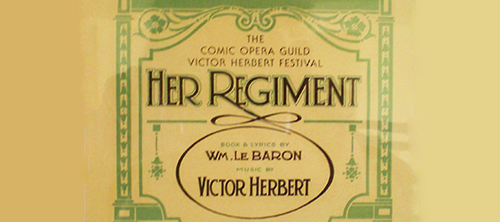 THE
COMIC OPERA GUILD
VICTOR HERBERT FESTIVAL
HER REGIMENT
BOOK & LYRICS BY
WM. LE BARON
MUSIC BY
VICTOR HERBERT